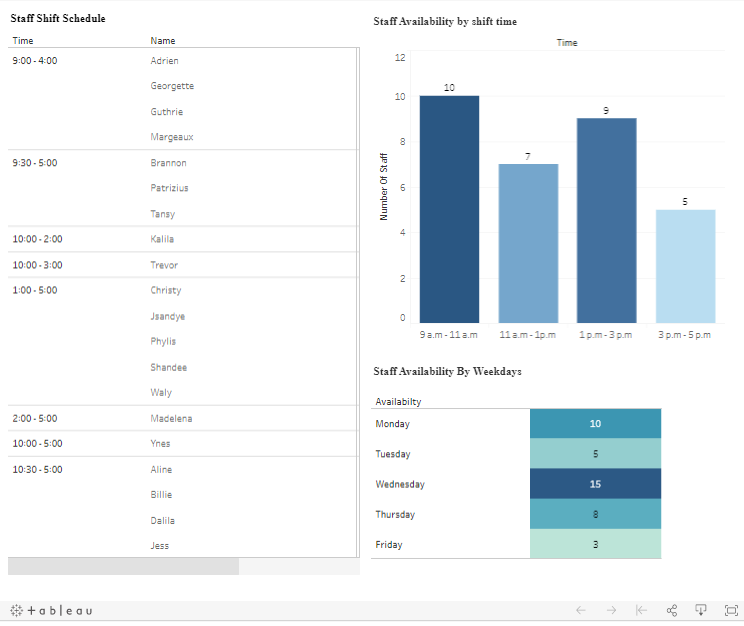 Staff Shift Schedule
Time Name
9:00 - 4:00 Adrien
Georgette
Guthrie
Margeaux
9:30 - 5:00 Brannon
Patrizius
Tansy
10:00 - 2:00 Kalila
10:00 - 3:00 Trevor
1:00 - 5:00 Christy
Jsandye
Phylis
Shandee
Waly
2:00 - 5:00 Madelena
10:00 - 5:00 Ynes
10:30 - 5:00 Aline
Billie
Dalila
Jess
Staff Availability by shift time
Time
Number Of Staff
12
10
8
6
4
2
0
10
7
9
5
9 a.m - 11 a.m 11 a.m - 1p.m 1 p.m - 3 p.m 3 p.m - 5 p.m
Staff Availability By Weekdays
Availabilty
Monday 10
Tuesday 5
Wednesday 15
Thursday 8
Friday 3
+ a b | e a u